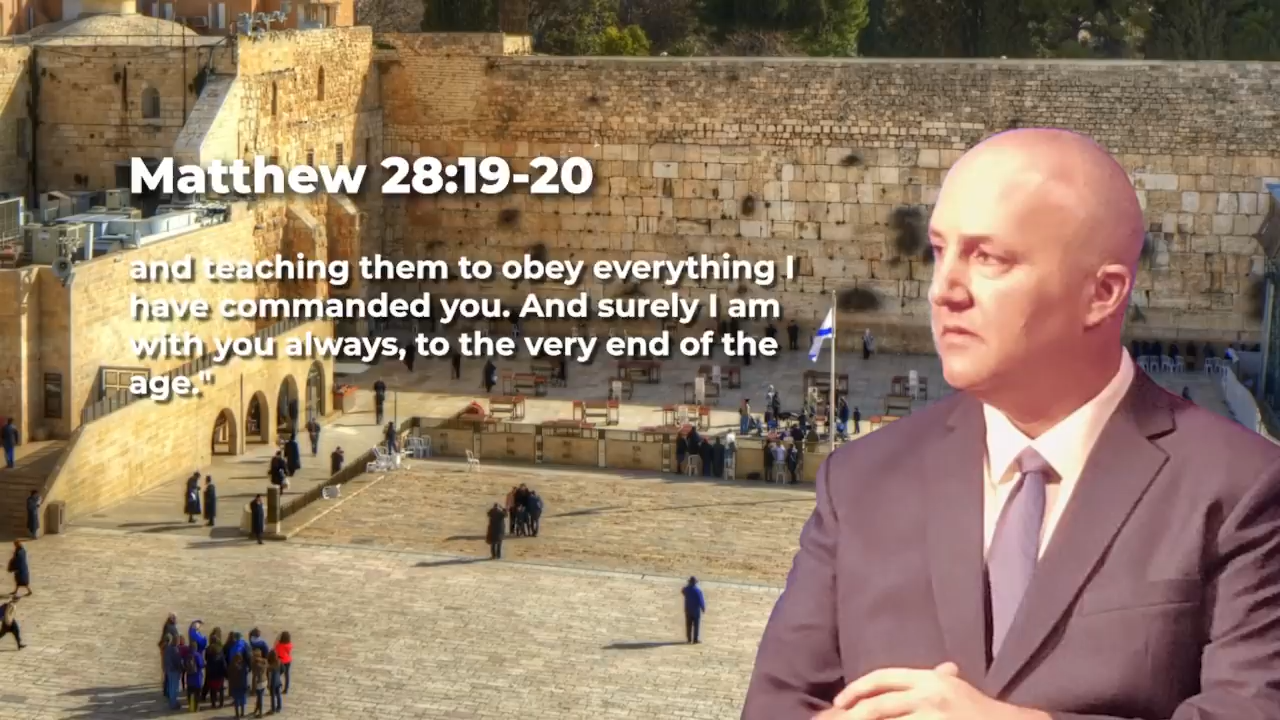 Matthew 28:19-20
and teaching them to obey everything I
have commanded you. And surely I am
with you always, to the very end of the
age."